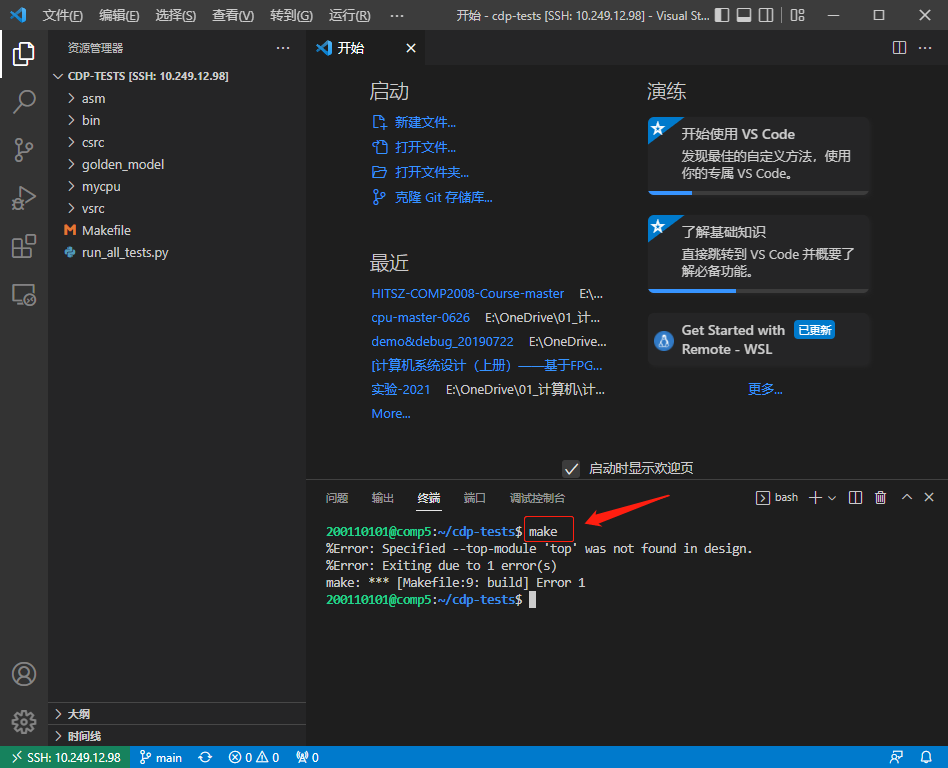 文件(F) 编辑(E) 选择(S) 查看(V) 转到(G) 运行(R) ··· 开始 - cdp-tests [SSH: 10.249.12.98] - Visual St...
资源管理器 ···
CDP-TESTS [SSH: 10.249.12.98]
asm
bin
csrc
golden_model
mycpu
vsrc
Makefile
run_all_tests.py
大纲
时间线
开始
启动
新建文件...
打开文件...
打开文件夹...
克隆 Git 存储库...
最近
HITSZ-COMP2008-Course-master E:\...
cpu-master-0626 E:\OneDrive\01_计...
demo&debug_20190722 E:\OneDrive...
[计算机系统设计（上册）——基于FPG...
实验-2021 E:\OneDrive\01_计算机\计...
More...
演练
开始使用 VS Code
发现最佳的自定义方法，使用
你的专属 VS Code。
了解基础知识
直接跳转到 VS Code 并概要了
解必备功能。
Get Started with 已更新
Remote - WSL
更多...
启动时显示欢迎页
问题 输出 终端 端口 调试控制台 bash
200110101@comp5:~/cdp-tests$ make
%Error: Specified --top-module 'top' was not found in design.
%Error: Exiting due to 1 error(s)
make: *** [Makefile:9: build] Error 1
200110101@comp5:~/cdp-tests$
SSH: 10.249.12.98 main 0 0 0